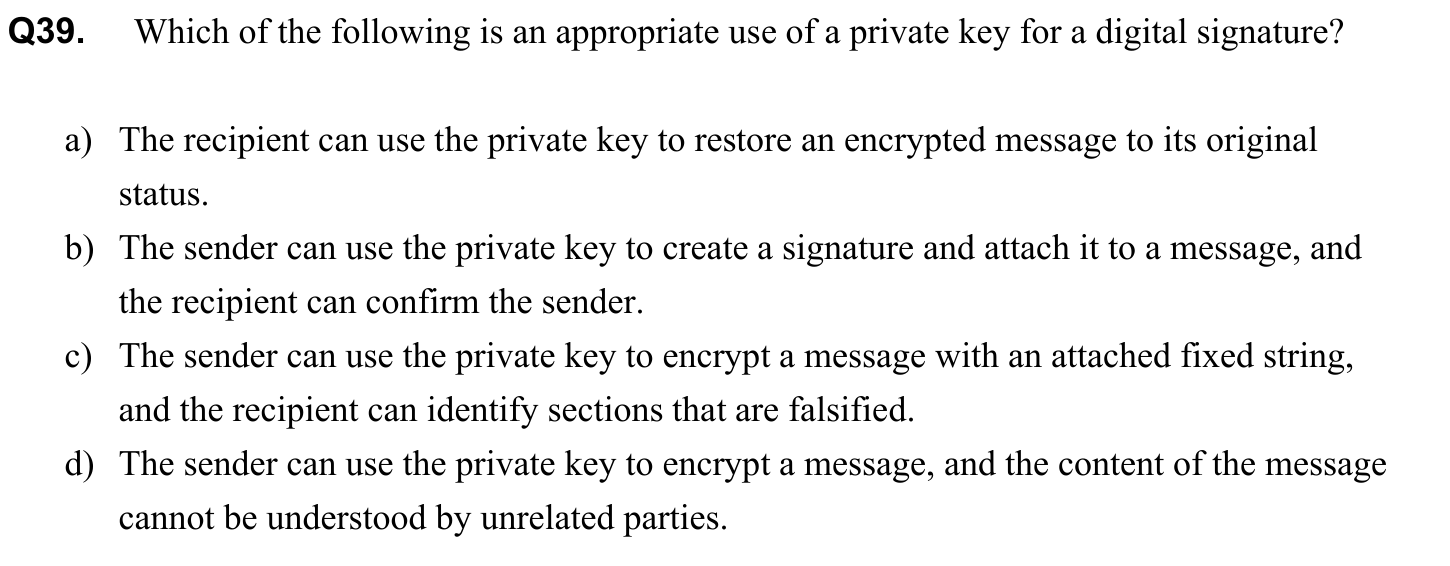 Q39. Which of the following is an appropriate use of a private key for a digital signature?
a) The recipient can use the private key to restore an encrypted message to its original
status.
b) The sender can use the private key to create a signature and attach it to a message, and
the recipient can confirm the sender.
c) The sender can use the private key to encrypt a message with an attached fixed string,
and the recipient can identify sections that are falsified.
d) The sender can use the private key to encrypt a message, and the content of the message
cannot be understood by unrelated parties.